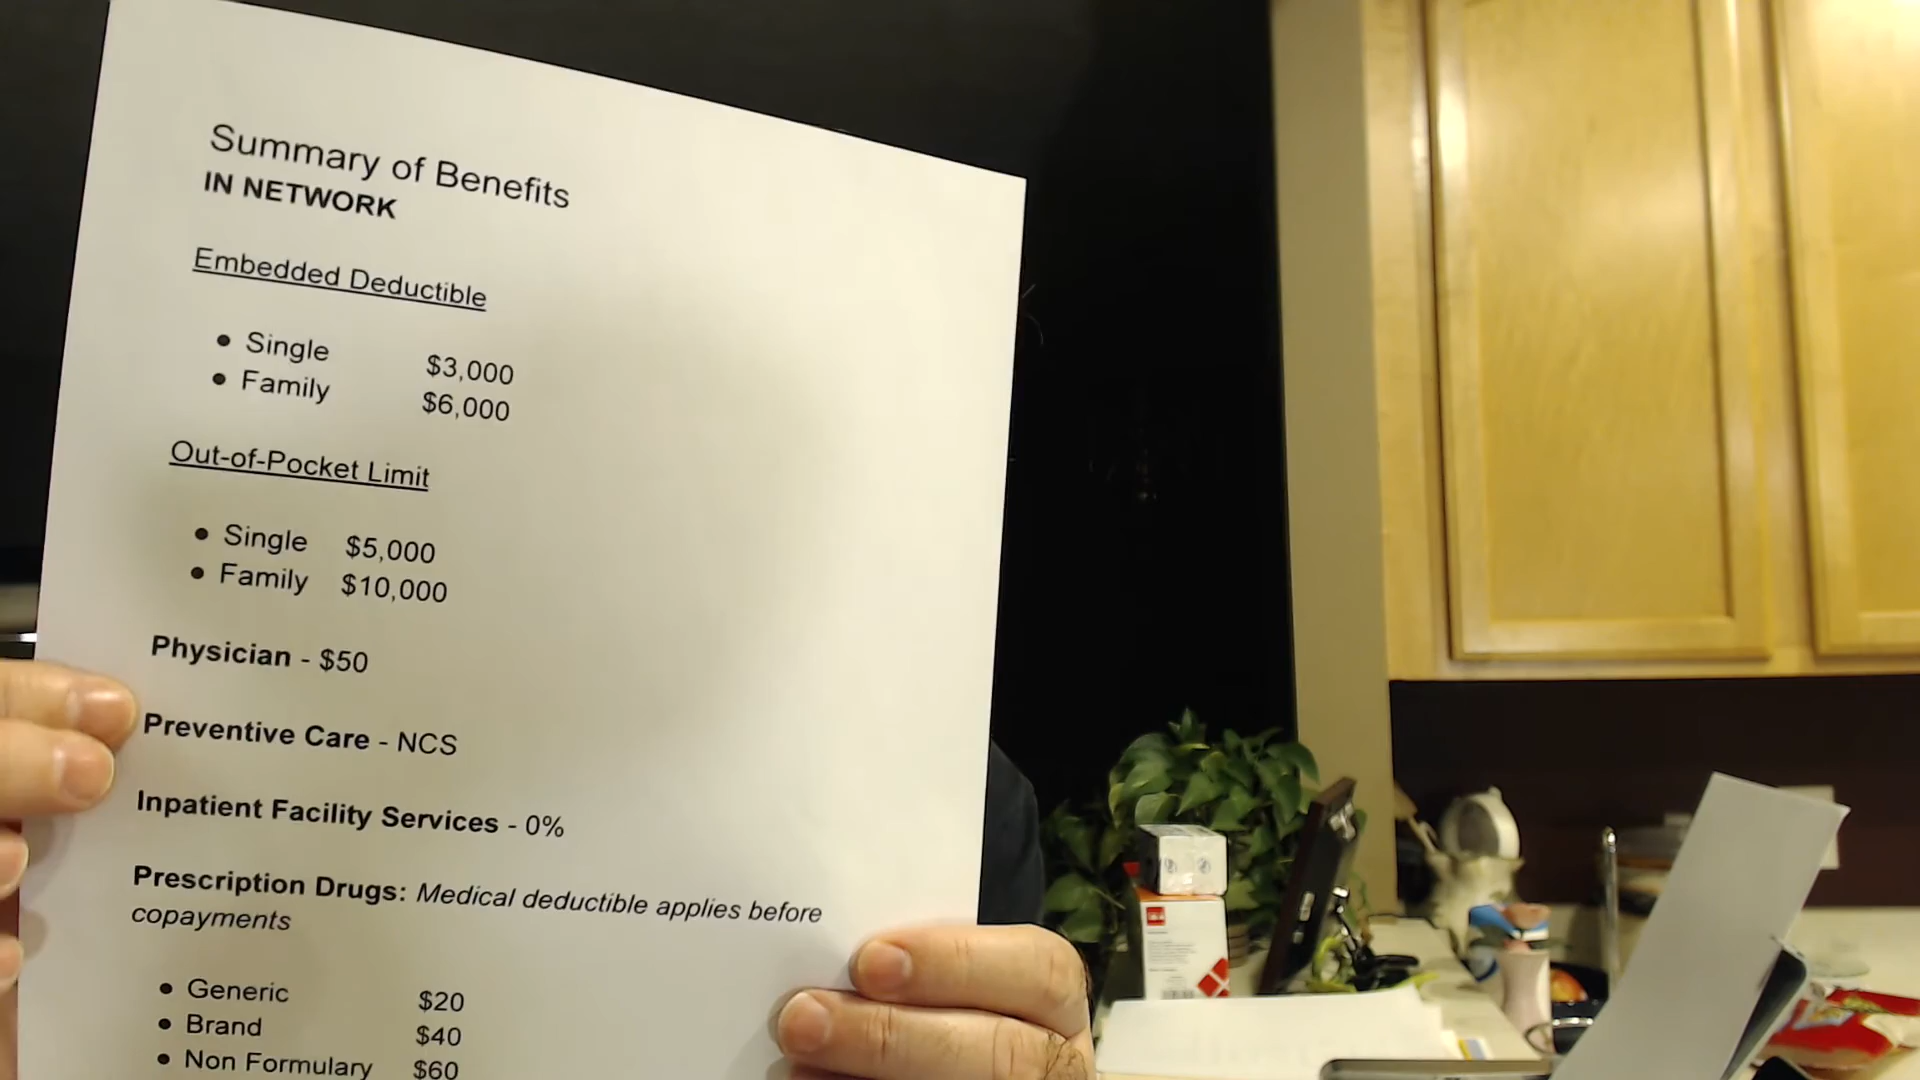 Summary of Benefits
IN NETWORK
Embedded Deductible
• Single $3,000
• Family $6,000
Out-of-Pocket Limit
• Single $5,000
• Family $10,000
Physician - $50
Preventive Care - NCS
Inpatient Facility Services - 0%
Prescription Drugs: Medical deductible applies before
copayments
• Generic $20
• Brand $40
• Non Formulary $60